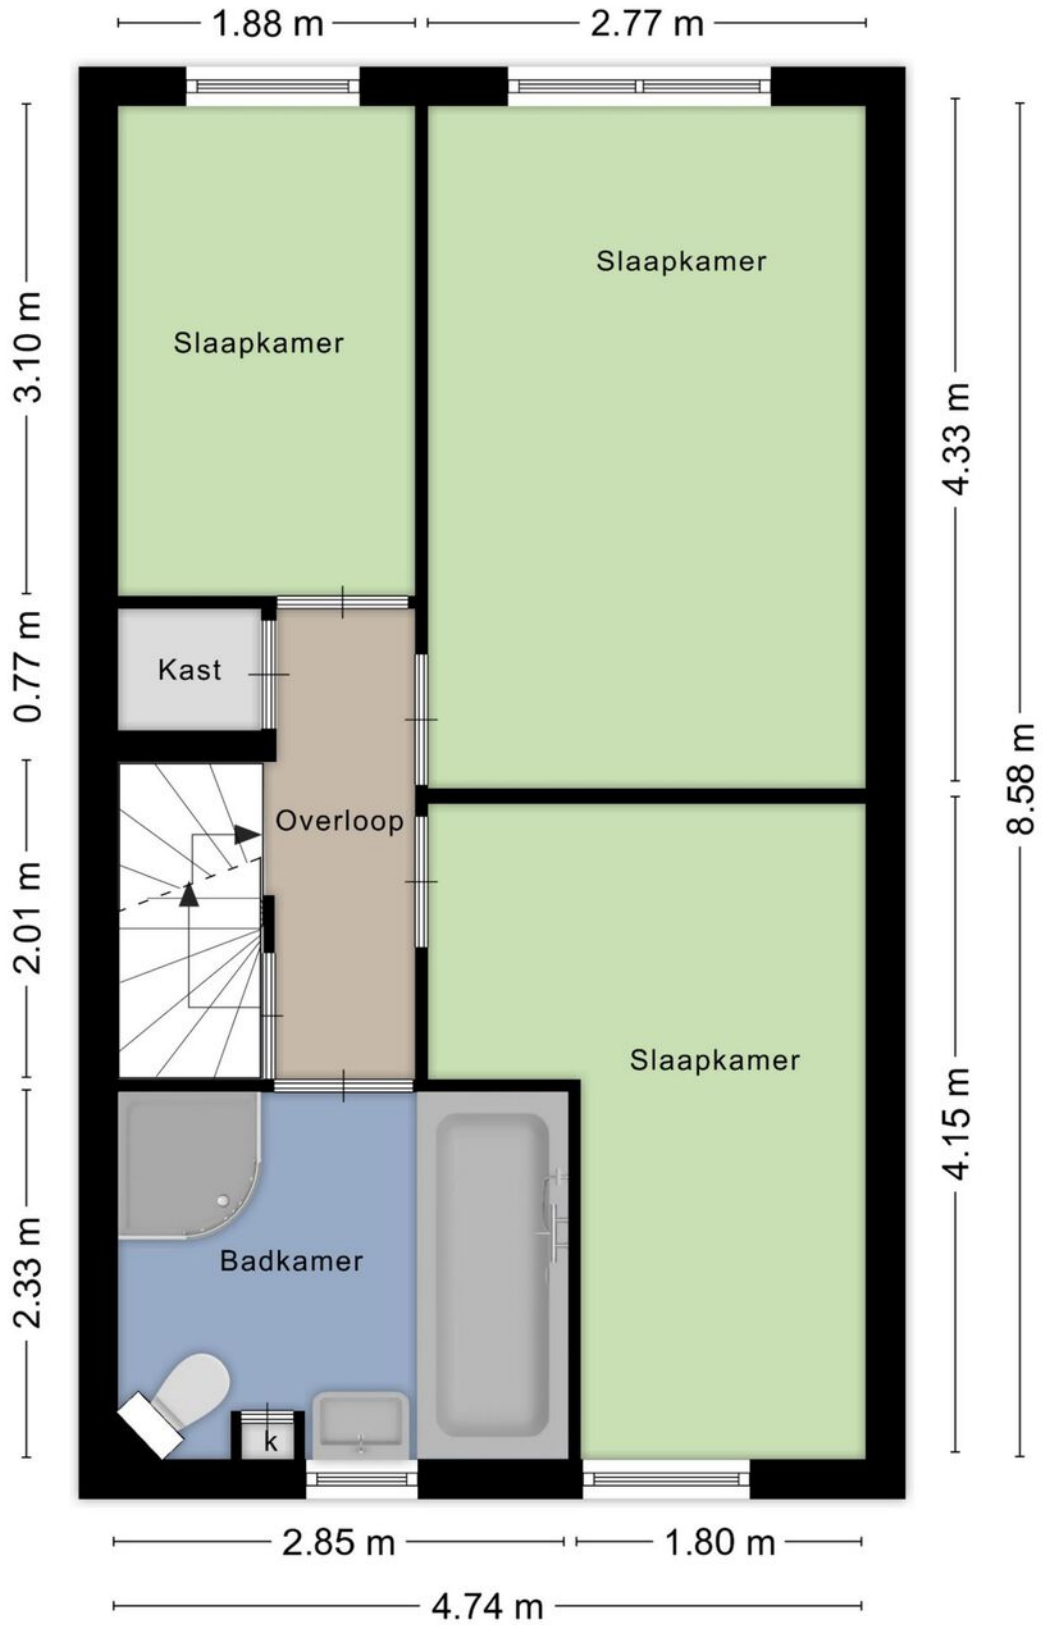 1.88 m
2.77 m
Slaapkamer
Slaapkamer
3.10 m
4.33 m
0.77 m
Kast
8.58 m
Overloop
2.01 m
Slaapkamer
4.15 m
2.33 m
Badkamer
k
2.85 m
1.80 m
4.74 m